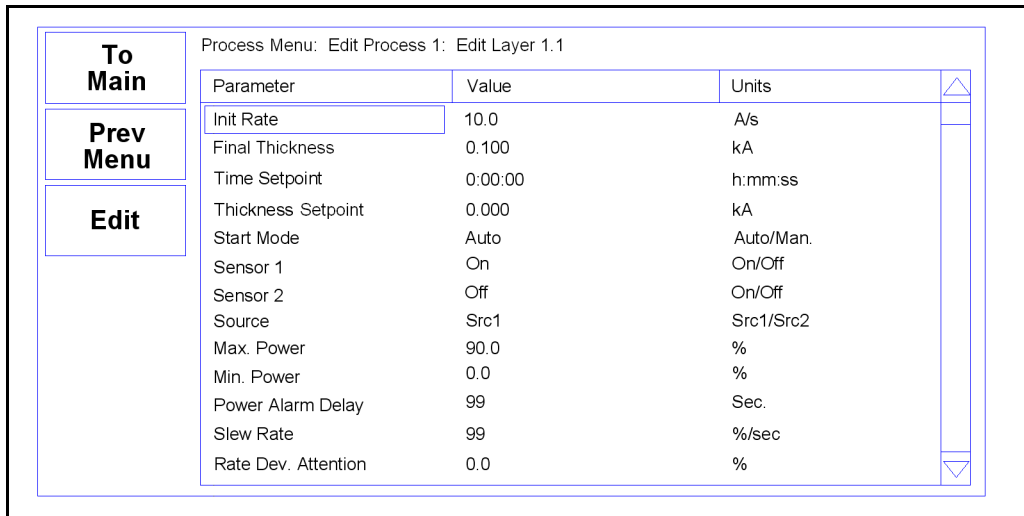 To
Main
Prev
Menu
Edit
Process Menu: Edit Process 1: Edit Layer 1.1
Parameter Value Units
Init Rate 10.0 A/s
Final Thickness 0.100 kA
Time Setpoint 0:00:00 h:mm:ss
Thickness Setpoint 0.000 kA
Start Mode Auto Auto/Man.
Sensor 1 On On/Off
Sensor 2 Off On/Off
Source Src1 Src1/Src2
Max. Power 90.0 %
Min. Power 0.0 %
Power Alarm Delay 99 Sec.
Slew Rate 99 %/sec
Rate Dev. Attention 0.0 %